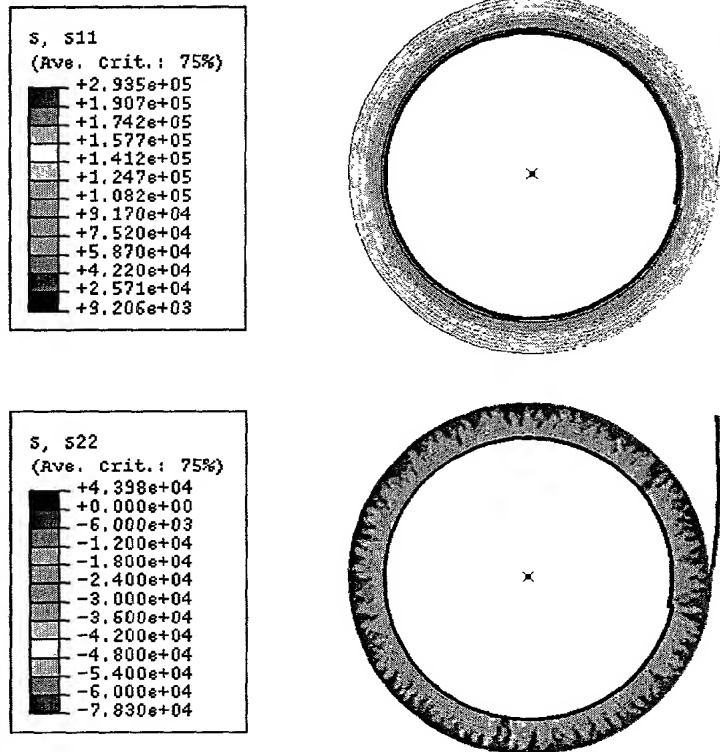 S, S11
(Ave. Crit.: 75%)
+2.935e+05
+1.907e+05
+1.742e+05
+1.577e+05
+1.412e+05
+1.247e+05
+1.082e+05
+9.170e+04
+7.520e+04
+5.870e+04
+4.220e+04
+2.571e+04
+9.206e+03
S, S22
(Ave. Crit.: 75%)
+4.398e+04
+0.000e+00
-6.000e+03
-1.200e+04
-1.800e+04
-2.400e+04
-3.000e+04
-3.600e+04
-4.200e+04
-4.800e+04
-5.400e+04
-6.000e+04
-7.830e+04